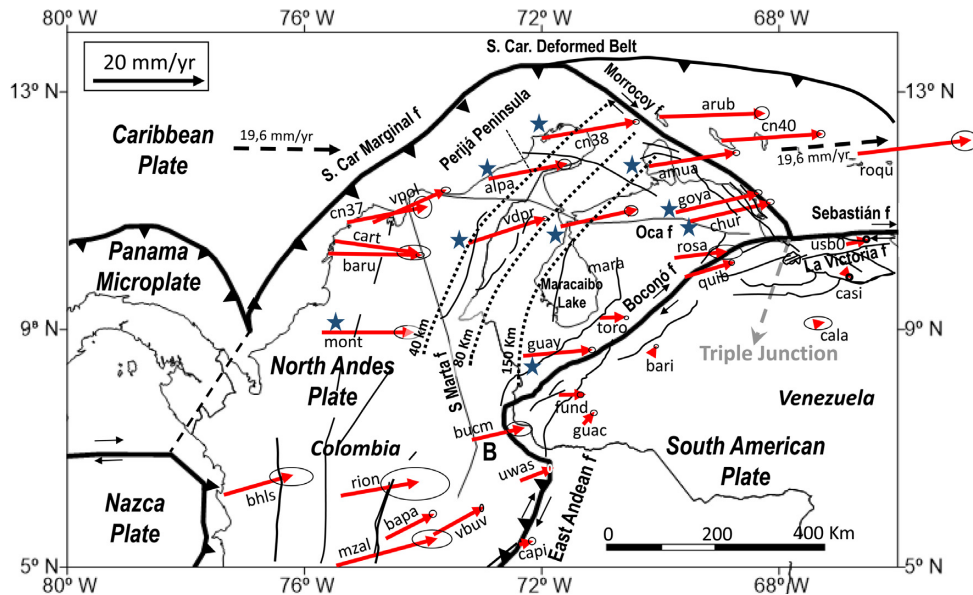 80º W
76º W
72º W
68º W
20 mm/yr
S. Car. Deformed Belt
13º N
13º N
Morrocoy f
arub
Caribbean
Plate
19,6 mm/yr
S. Car Marginal f
Perijá Peninsula
cn38
cn40
19,6 mm/yr
roqü
alpa
amua
vpol
cn37
goya
vdpr
chur
Oca f
Sebastián f
cart
baru
rosa
usb0
La Victoria f
Panama
Microplate
mara
Maracaibo
Lake
quib
casi
Boconó f
9º N
9º N
mont
40 km
80 Km
150 Km
toro
guay
bari
cala
Triple Junction
North Andes
Plate
S. Marta f
fund
guac
Venezuela
Colombia
bucm
B
South American
Plate
uwas
Nazca
Plate
bhls
rion
bapa
vbuv
mzal
capi
East Andean f
0
200
400 Km
5º N
5º N
80º W
76º W
72º W
68º W